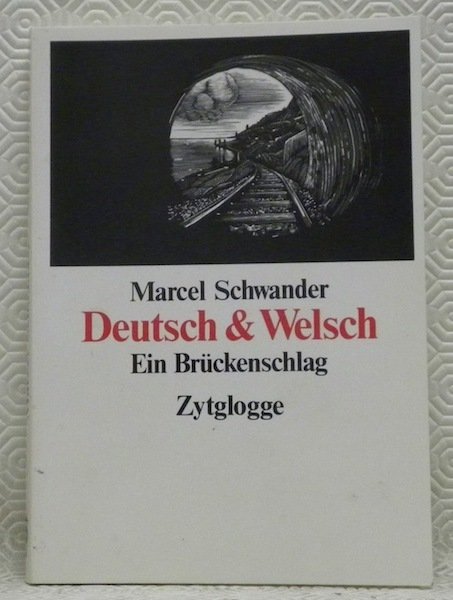 Marcel Schwander
Deutsch & Welsch
Ein Brückenschlag
Zytglogge